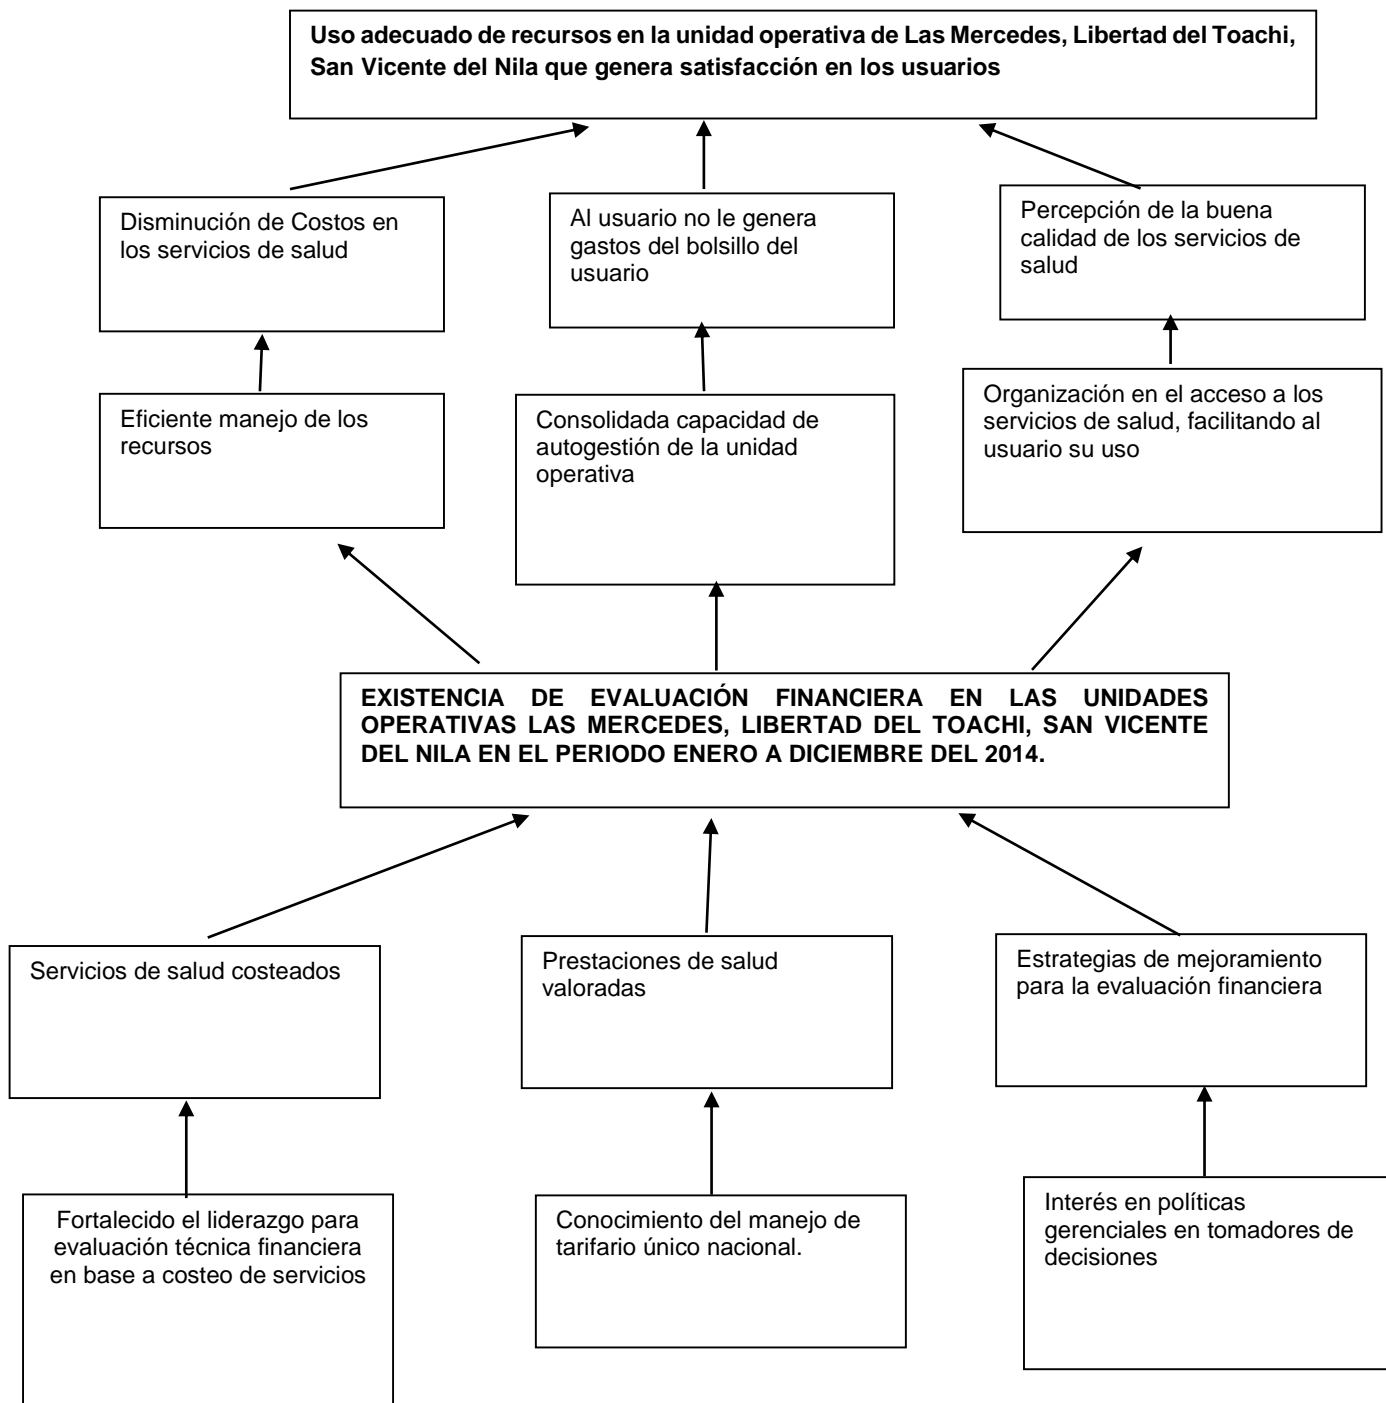 Uso adecuado de recursos en la unidad operativa de Las Mercedes, Libertad del Toachi,
San Vicente del Nila que genera satisfacción en los usuarios
Disminución de Costos en
los servicios de salud
Al usuario no le genera
gastos del bolsillo del
usuario
Percepción de la buena
calidad de los servicios de
salud
Eficiente manejo de los
recursos
Consolidada capacidad de
autogestión de la unidad
operativa
Organización en el acceso a los
servicios de salud, facilitando al
usuario su uso
EXISTENCIA DE EVALUACIÓN FINANCIERA EN LAS UNIDADES
OPERATIVAS LAS MERCEDES, LIBERTAD DEL TOACHI, SAN VICENTE
DEL NILA EN EL PERIODO ENERO A DICIEMBRE DEL 2014.
Servicios de salud costeados
Prestaciones de salud
valoradas
Estrategias de mejoramiento
para la evaluación financiera
Fortalecido el liderazgo para
evaluación técnica financiera
en base a costeo de servicios
Conocimiento del manejo de
tarifario único nacional.
Interés en políticas
gerenciales en tomadores de
decisiones